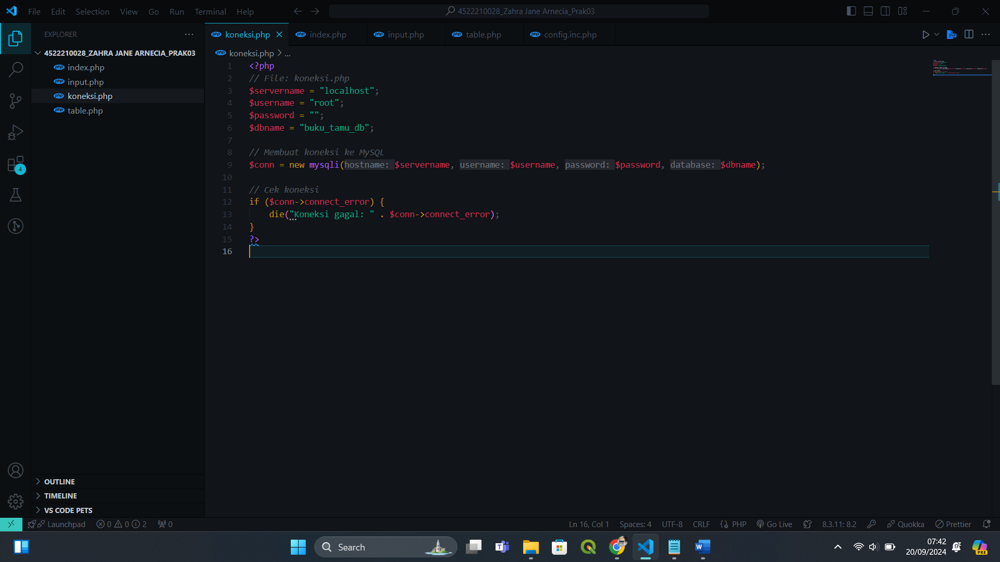 File Edit Selection View Go Run Terminal Help
4522210028_Zahra Jane Arnecia_Prak03
EXPLORER
4522210028_ZAHRA JANE ARNECIA_PRAK03
index.php
input.php
koneksi.php
table.php
OUTLINE
TIMELINE
VS CODE PETS
4
koneksi.php index.php input.php table.php config.inc.php
koneksi.php > ...
1 <?php
2 // File: koneksi.php
3 $servername = "localhost";
4 $username = "root";
5 $password = "";
6 $dbname = "buku_tamu_db";
7
8 // Membuat koneksi ke MySQL
9 $conn = new mysqli(hostname: $servername, username: $username, password: $password, database: $dbname);
10
11 // Cek koneksi
12 if ($conn->connect_error) {
13 die("Koneksi gagal: " . $conn->connect_error);
14 }
15 ?>
16
Launchpad 0 0 2 0
Ln 16, Col 1 Spaces: 4 UTF-8 CRLF {} PHP Go Live 8.3.11: 8.2 Quokka Prettier
Search
07:42
20/09/2024
PRE